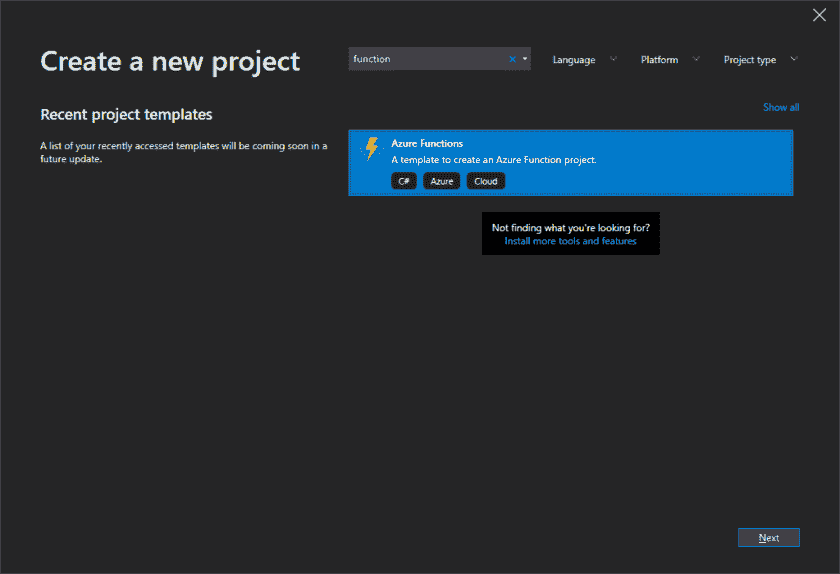 Create a new project
function
Language
Platform
Project type
Recent project templates
A list of your recently accessed templates will be coming soon in a
future update.
Show all
Azure Functions
A template to create an Azure Function project.
C#
Azure
Cloud
Not finding what you're looking for?
Install more tools and features
Next